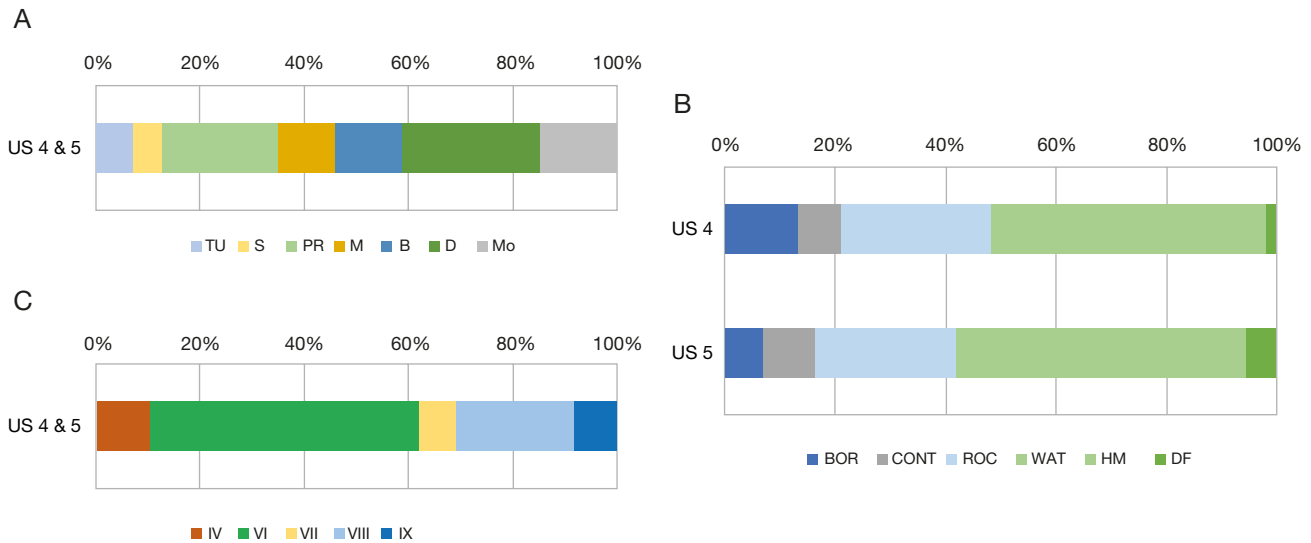 A
0% 20% 40% 60% 80% 100%
US 4 & 5
TU S PR M B D Mo
C
0% 20% 40% 60% 80% 100%
US 4 & 5
IV VI VII VIII IX
B
0% 20% 40% 60% 80% 100%
US 4
US 5
BOR CONT ROC WAT HM DF